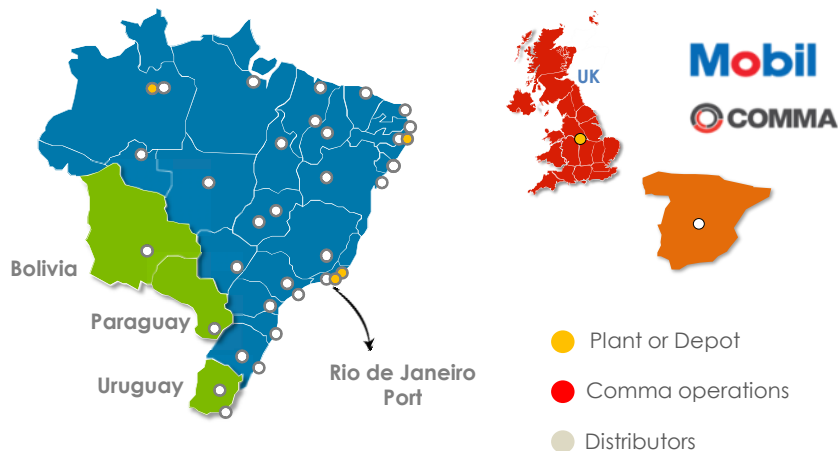 Bolivia
Paraguay
Uruguay
Rio de Janeiro
Port
UK
Mobil
COMMA
Plant or Depot
Comma operations
Distributors